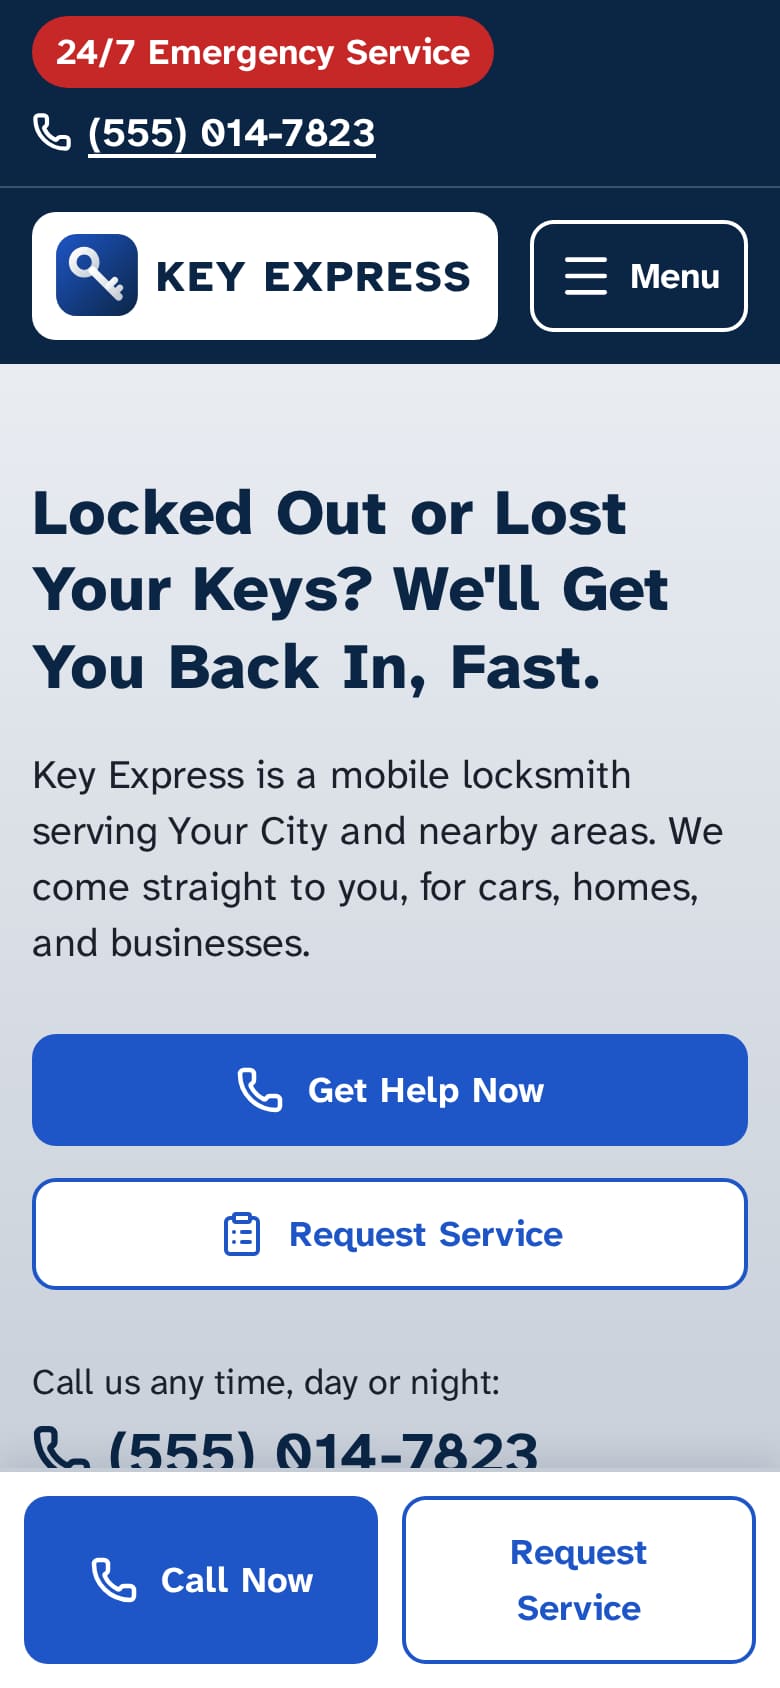 24/7 Emergency Service
(555) 014-7823
KEY EXPRESS
Menu
Locked Out or Lost
Your Keys? We'll Get
You Back In, Fast.
Key Express is a mobile locksmith
serving Your City and nearby areas. We
come straight to you, for cars, homes,
and businesses.
Get Help Now
Request Service
Call us any time, day or night:
(555) 014-7823
Call Now
Request
Service